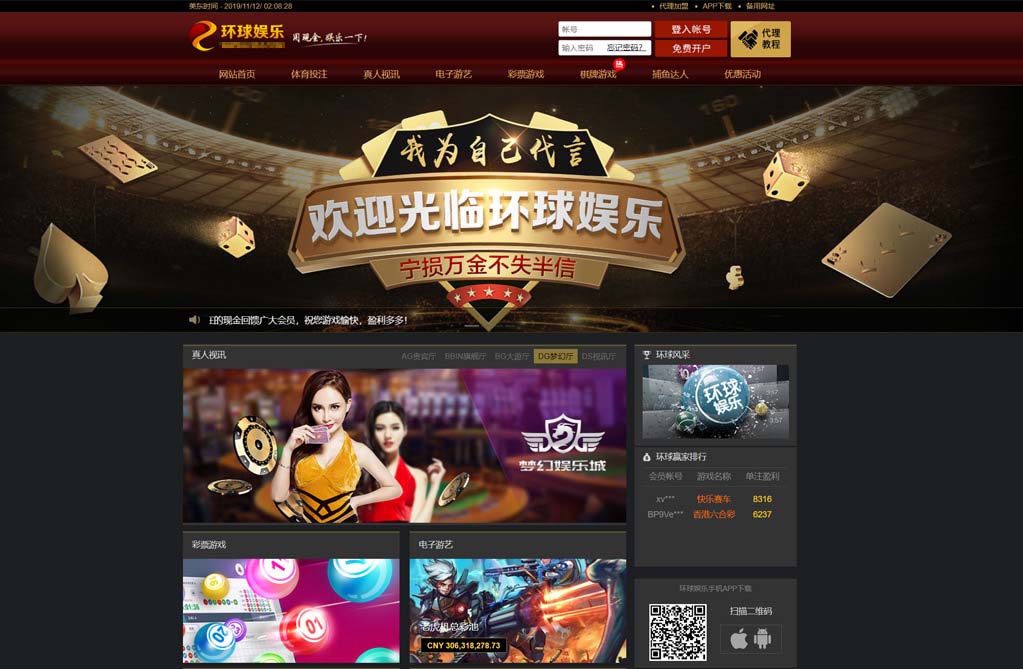 美东时间 - 2019/11/12/ 02:08:28
• 代理加盟 • APP下载 • 备用网址
环球娱乐
用现金,娱乐一下!
帐号
登入帐号
代理
教程
输入密码 忘记密码?
免费开户
网站首页 体育投注 真人视讯 电子游艺 彩票游戏 棋牌游戏 热 捕鱼达人 优惠活动
我为自己代言
欢迎光临环球娱乐
宁损万金不失半信
的现金回馈广大会员，祝您游戏愉快，盈利多多！
真人视讯 AG贵宾厅 BBIN旗舰厅 BG大游厅 DG梦幻厅 DS视讯厅
梦幻娱乐城
环球风采
环球
娱乐
环球赢家排行
会员帐号 游戏名称 单注盈利
xv*** 快乐赛车 8316
BP9Ve*** 香港六合彩 6237
彩票游戏
电子游艺
老虎机总彩池
CNY 306,318,278.73
环球娱乐手机APP下载
扫描二维码